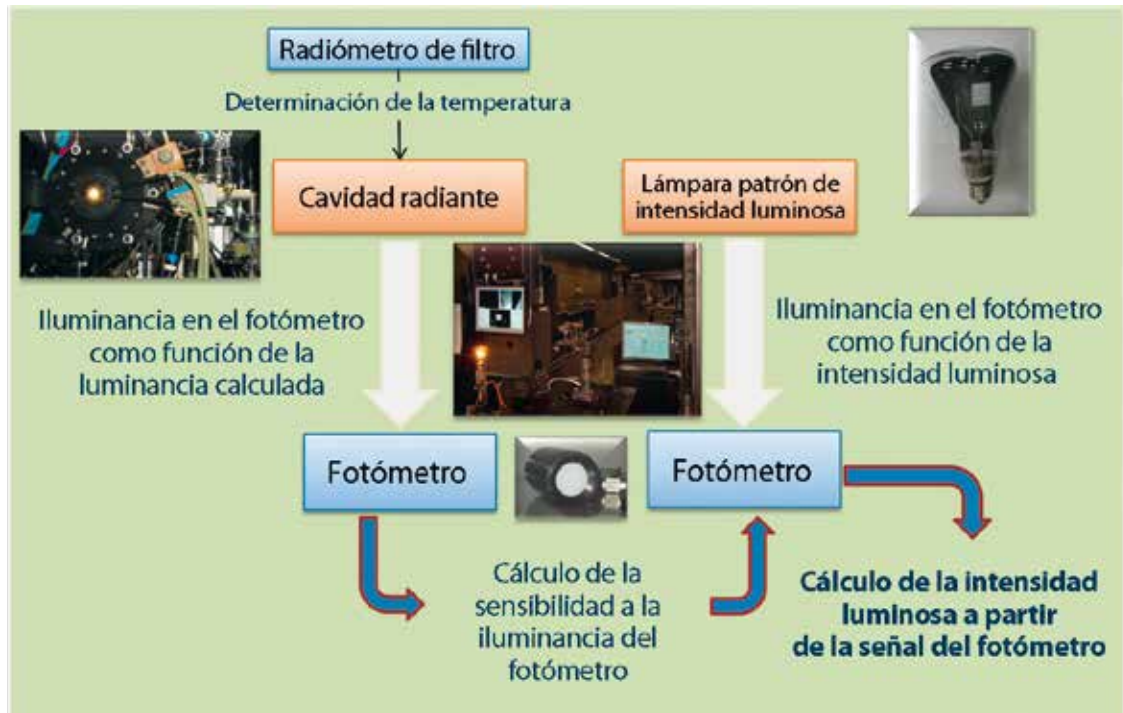 Radiómetro de filtro
Determinación de la temperatura
Cavidad radiante
Lámpara patrón de
intensidad luminosa
Iluminancia en el fotómetro
como función de la
luminancia calculada
Iluminancia en el fotómetro
como función de la
intensidad luminosa
Fotómetro
Fotómetro
Cálculo de la
sensibilidad a la
iluminancia del
fotómetro
Cálculo de la intensidad
luminosa a partir
de la señal del fotómetro